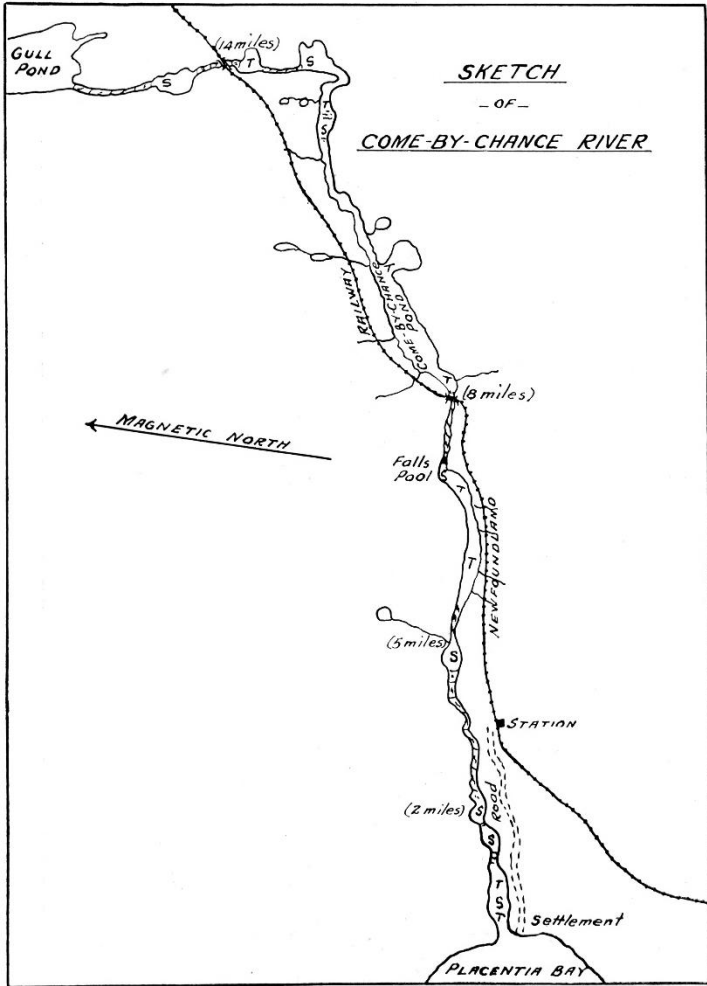 GULL
POND
(14 miles)
S
T
S
SKETCH
- OF -
COME-BY-CHANCE RIVER
T
S
RAILWAY
T
COME-BY-CHANCE
POND
T
(8 miles)
MAGNETIC NORTH
Falls
Pool
S
T
T
NEWFOUNDLAND
(5 miles)
S
STATION
(2 miles)
S
Road
S
T
S
T
Settlement
PLACENTIA BAY